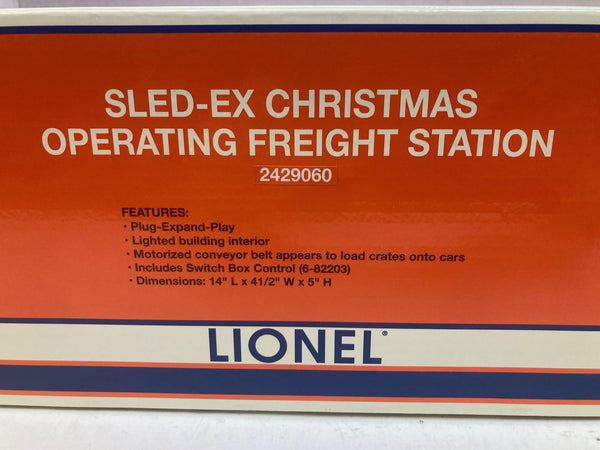 SLED-EX CHRISTMAS
OPERATING FREIGHT STATION
2429060
FEATURES:
• Plug-Expand-Play
• Lighted building interior
• Motorized conveyor belt appears to load crates onto cars
• Includes Switch Box Control (6-82203)
• Dimensions: 14" L x 41/2" W x 5" H
LIONEL®